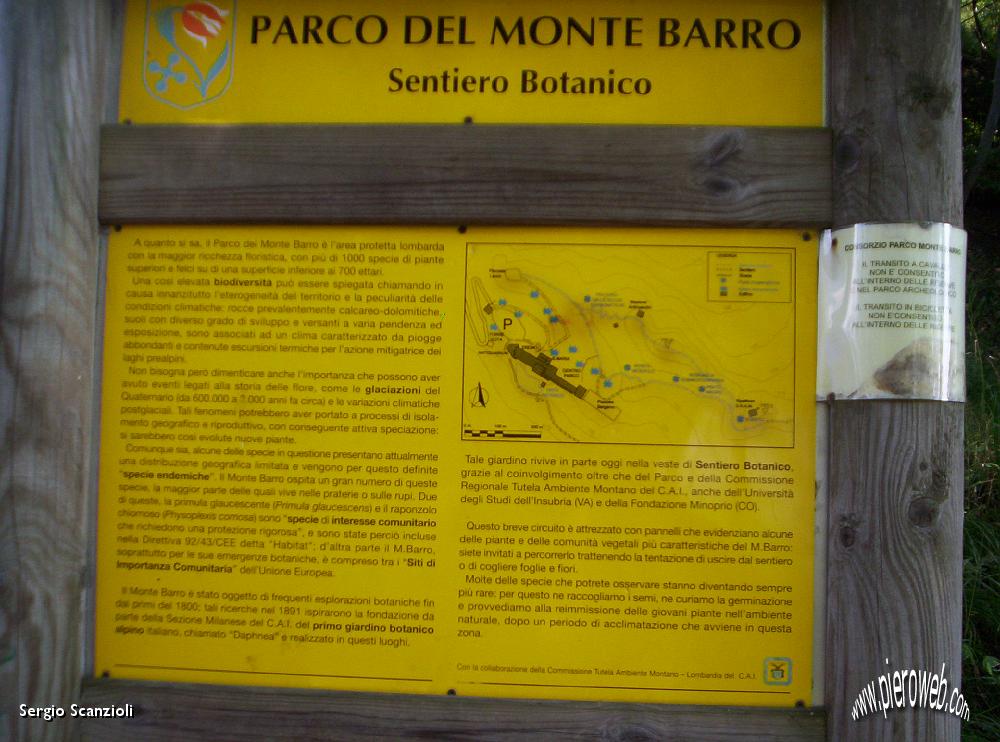 PARCO DEL MONTE BARRO
Sentiero Botanico
A quanto si sa, il Parco del Monte Barro è l'area protetta lombarda
con la maggior ricchezza floristica, con più di 1000 specie di piante
superiori e felci su di una superficie inferiore ai 700 ettari.
Una così elevata biodiversità può essere spiegata chiamando in
causa innanzitutto l'eterogeneità del territorio e la peculiarità delle
condizioni climatiche: rocce prevalentemente calcareo-dolomitiche,
suoli con diverso grado di sviluppo e versanti a varia pendenza ed
esposizione, sono associati ad un clima caratterizzato da piogge
abbondanti e contenute escursioni termiche per l'azione mitigatrice dei
laghi prealpini.
Non bisogna però dimenticare anche l'importanza che possono aver
avuto eventi legati alla storia delle flore, come le glaciazioni del
Quaternario (da 600.000 a 000 anni fa circa) e le variazioni climatiche
postglaciali. Tali fenomeni potrebbero aver portato a processi di isola-
mento geografico e riproduttivo, con conseguente attiva speciazione:
si sarebbero così evolute nuove piante.
Comunque sia, alcune delle specie in questione presentano attualmente
una distribuzione geografica limitata e vengono per questo definite
"specie endemiche". Il Monte Barro ospita un gran numero di queste
specie, la maggior parte delle quali vive nelle praterie o sulle rupi. Due
di queste, la primula glaucescente (Primula glaucescens) e il raponzolo
chiomoso (Physoplexis comosa) sono "specie di interesse comunitario
che richiedono una protezione rigorosa", e sono state perciò incluse
nella Direttiva 92/43/CEE detta "Habitat"; d'altra parte il M.Barro,
soprattutto per le sue emergenze botaniche, è compreso tra i "Siti di
Importanza Comunitaria" dell'Unione Europea.
Il Monte Barro è stato oggetto di frequenti esplorazioni botaniche fin
dai primi del 1800; tali ricerche nel 1891 ispirarono la fondazione da
parte della Sezione Milanese del C.A.I. del primo giardino botanico
alpino italiano, chiamato "Daphnea" e realizzato in questi luoghi.
P
Tale giardino rivive in parte oggi nella veste di Sentiero Botanico,
grazie al coinvolgimento oltre che del Parco e della Commissione
Regionale Tutela Ambiente Montano del C.A.I., anche dell'Università
degli Studi dell'Insubria (VA) e della Fondazione Minoprio (CO).
Questo breve circuito è attrezzato con pannelli che evidenziano alcune
delle piante e delle comunità vegetali più caratteristiche del M.Barro:
siete invitati a percorrerlo trattenendo la tentazione di uscire dal sentiero
o di cogliere foglie e fiori.
Molte delle specie che potrete osservare stanno diventando sempre
più rare: per questo ne raccogliamo i semi, ne curiamo la germinazione
e provvediamo alla reimmissione delle giovani piante nell'ambiente
naturale, dopo un periodo di acclimatazione che avviene in questa
zona.
Con la collaborazione della Commissione Tutela Ambiente Montano – Lombardia del C.A.I.
CONSORZIO PARCO MONTE BARRO
IL TRANSITO A CAVAL
NON E' CONSENTITO
ALL'INTERNO DELLE
NEL PARCO ARCHEOLOGICO
IL TRANSITO IN BICICLE
NON E'CONSENTI
ALL'INTERNO DELLE
Sergio Scanzioli
www.pieroweb.com